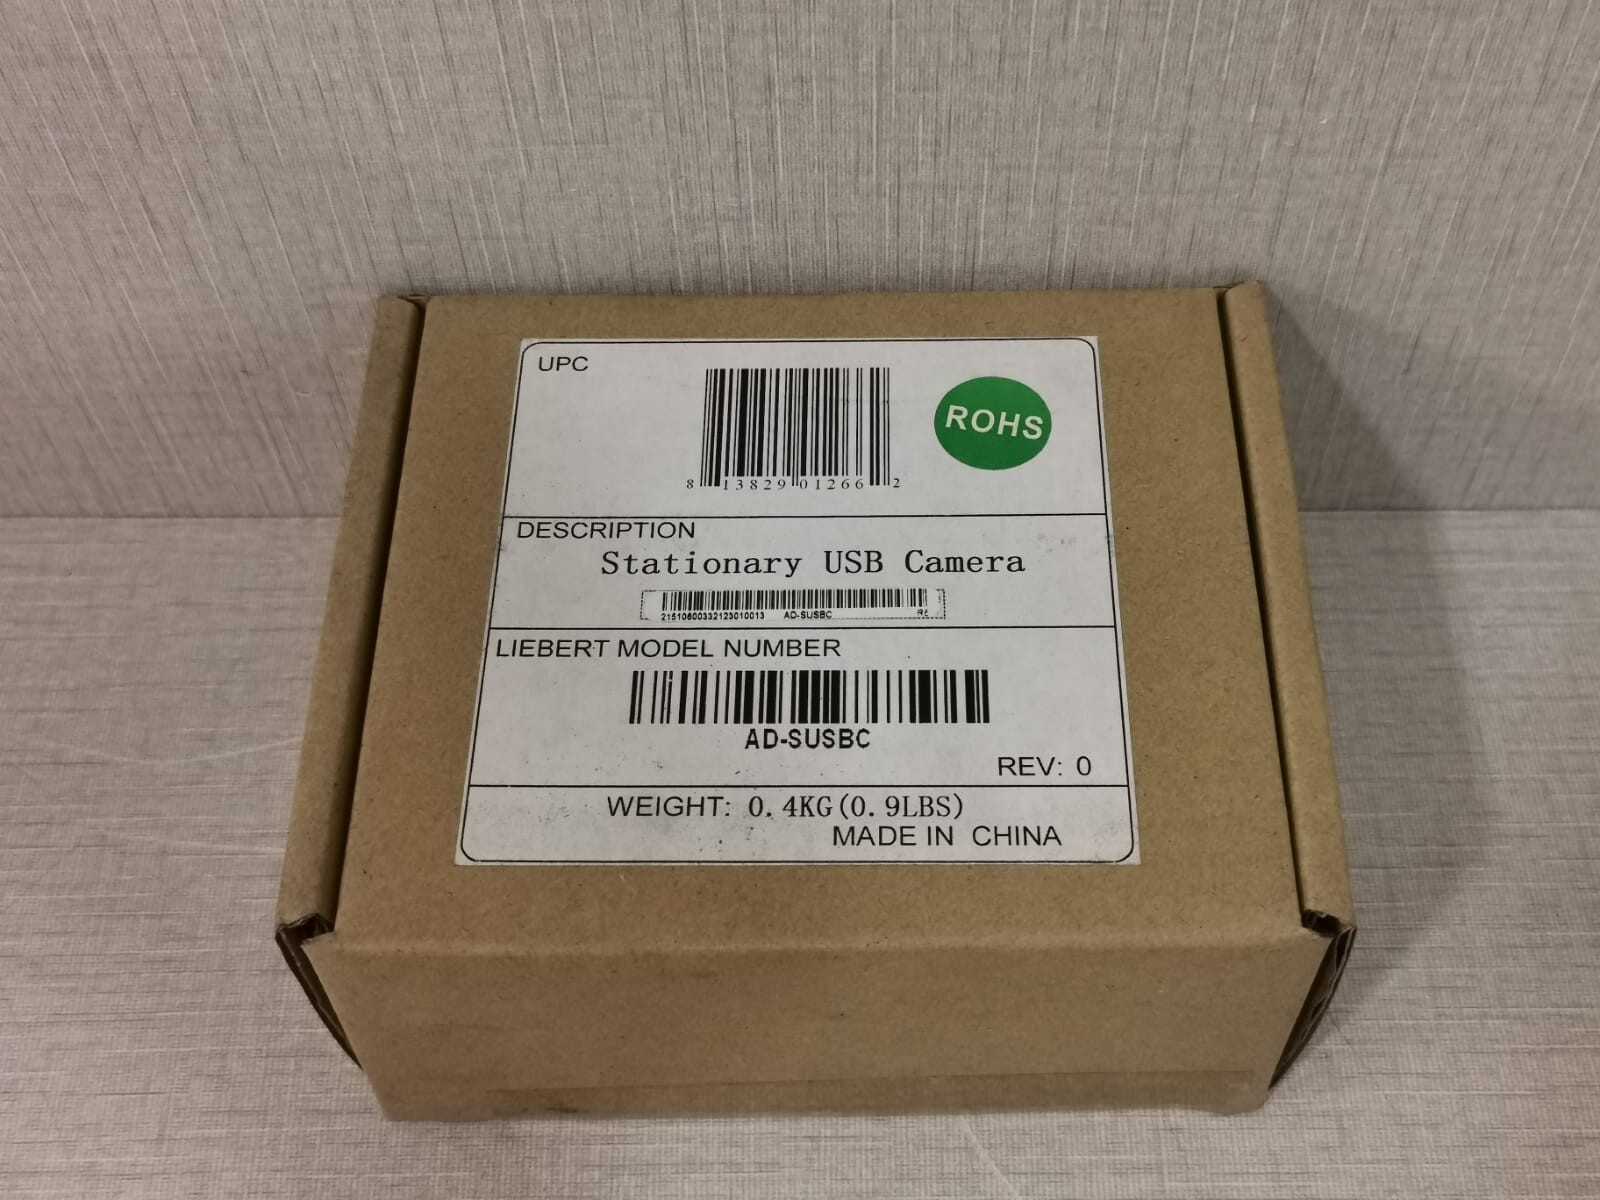 UPC
ROHS
8 13829 01266 2
DESCRIPTION
Stationary USB Camera
21510600332123010013 AD-SUSBC
LIEBERT MODEL NUMBER
AD-SUSBC
REV: 0
WEIGHT: 0.4KG(0.9LBS)
MADE IN CHINA